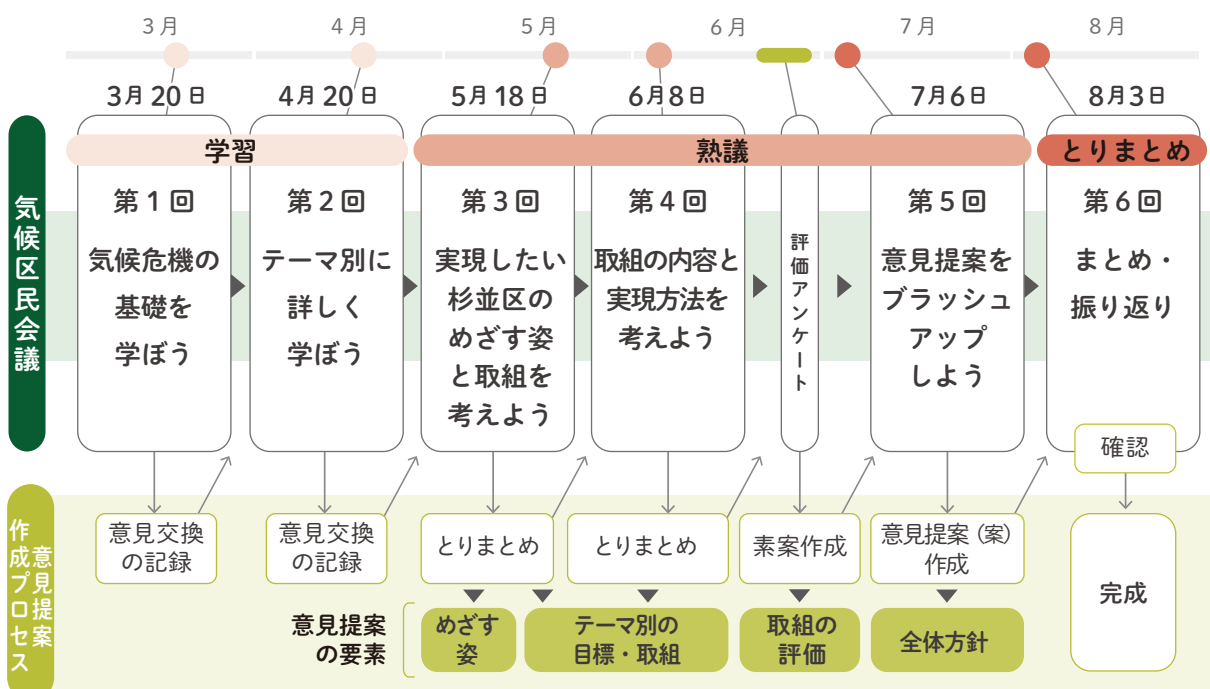 3月
4月
5月
6月
7月
8月
3月20日
4月20日
5月18日
6月8日
7月6日
8月3日
気候区民会議
学習
熟議
とりまとめ
第1回
気候危機の
基礎を
学ぼう
第2回
テーマ別に
詳しく
学ぼう
第3回
実現したい
杉並区の
めざす姿
と取組を
考えよう
第4回
取組の内容と
実現方法を
考えよう
評価アンケート
第5回
意見提案を
ブラッシュ
アップ
しよう
第6回
まとめ・
振り返り
確認
意見提案
作成プロセス
意見交換
の記録
意見交換
の記録
とりまとめ
とりまとめ
素案作成
意見提案(案)
作成
完成
意見提案
の要素
めざす
姿
テーマ別の
目標・取組
取組の
評価
全体方針